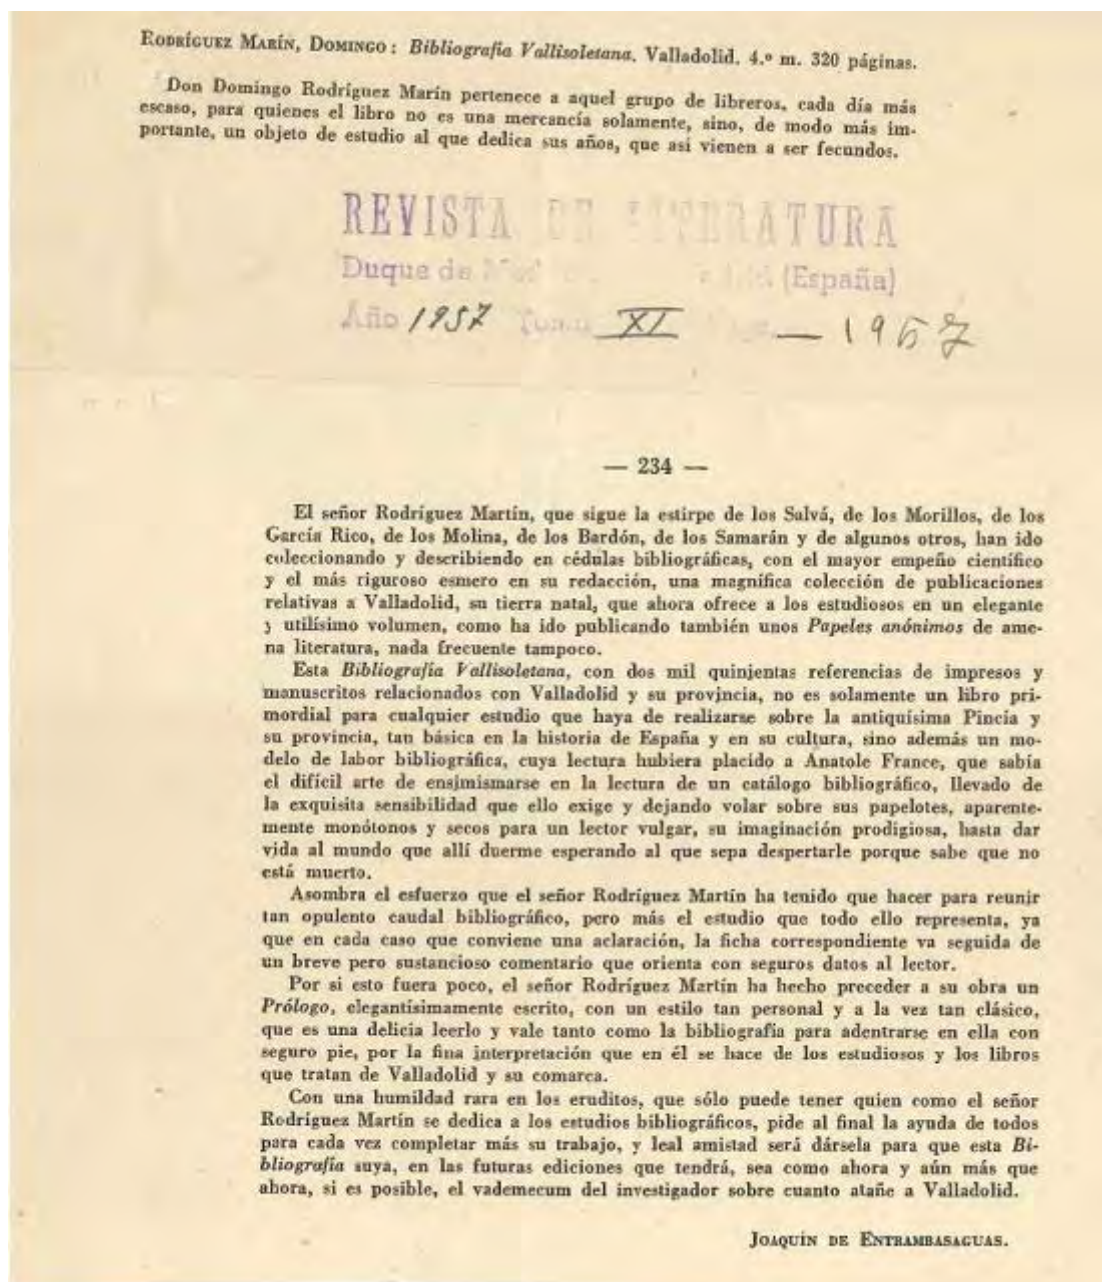 RODRÍGUEZ MARÍN, DOMINGO: Bibliografía Vallisoletana. Valladolid. 4.º m. 320 páginas.
Don Domingo Rodríguez Marín pertenece a aquel grupo de libreros, cada día más
escaso, para quienes el libro no es una mercancía solamente, sino, de modo más im-
portante, un objeto de estudio al que dedica sus años, que así vienen a ser fecundos.
REVISTA DE LITERATURA
Duque de (España)
Año 1957 Tomo XI — 1957
— 234 —
El señor Rodríguez Martín, que sigue la estirpe de los Salvá, de los Morillos, de los
García Rico, de los Molina, de los Bardón, de los Samarán y de algunos otros, han ido
coleccionando y describiendo en cédulas bibliográficas, con el mayor empeño científico
y el más riguroso esmero en su redacción, una magnífica colección de publicaciones
relativas a Valladolid, su tierra natal, que ahora ofrece a los estudiosos en un elegante
y utilísimo volumen, como ha ido publicando también unos Papeles anónimos de ame-
na literatura, nada frecuente tampoco.
Esta Bibliografía Vallisoletana, con dos mil quinientas referencias de impresos y
manuscritos relacionados con Valladolid y su provincia, no es solamente un libro pri-
mordial para cualquier estudio que haya de realizarse sobre la antiquísima Pincia y
su provincia, tan básica en la historia de España y en su cultura, sino además un mo-
delo de labor bibliográfica, cuya lectura hubiera placido a Anatole France, que sabía
el difícil arte de ensimismarse en la lectura de un catálogo bibliográfico, llevado de
la exquisita sensibilidad que ello exige y dejando volar sobre sus papelotes, aparente-
mente monótonos y secos para un lector vulgar, su imaginación prodigiosa, hasta dar
vida al mundo que allí duerme esperando al que sepa despertarle porque sabe que no
está muerto.
Asombra el esfuerzo que el señor Rodríguez Martín ha tenido que hacer para reunir
tan opulento caudal bibliográfico, pero más el estudio que todo ello representa, ya
que en cada caso que conviene una aclaración, la ficha correspondiente va seguida de
un breve pero sustancioso comentario que orienta con seguros datos al lector.
Por si esto fuera poco, el señor Rodríguez Martín ha hecho preceder a su obra un
Prólogo, elegantísimamente escrito, con un estilo tan personal y a la vez tan clásico,
que es una delicia leerlo y vale tanto como la bibliografía para adentrarse en ella con
seguro pie, por la fina interpretación que en él se hace de los estudiosos y los libros
que tratan de Valladolid y su comarca.
Con una humildad rara en los eruditos, que sólo puede tener quien como el señor
Rodríguez Martín se dedica a los estudios bibliográficos, pide al final la ayuda de todos
para cada vez completar más su trabajo, y leal amistad será dársela para que esta Bi-
bliografía suya, en las futuras ediciones que tendrá, sea como ahora y aún más que
ahora, si es posible, el vademecum del investigador sobre cuanto atañe a Valladolid.
JOAQUÍN DE ENTRAMBASAGUAS.